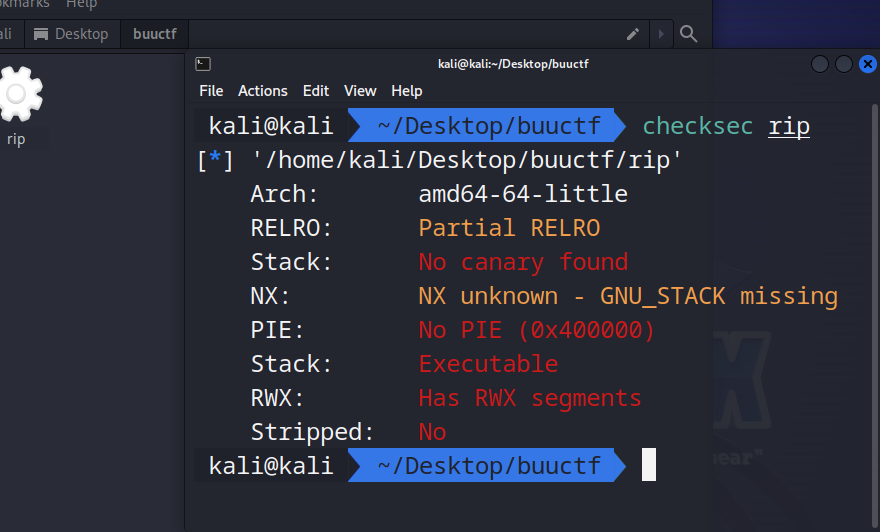 okmarks Help
ali Desktop buuctf
rip
kali@kali:~/Desktop/buuctf
File Actions Edit View Help
kali@kali ~/Desktop/buuctf checksec rip
[*] '/home/kali/Desktop/buuctf/rip'
Arch: amd64-64-little
RELRO: Partial RELRO
Stack: No canary found
NX: NX unknown - GNU_STACK missing
PIE: No PIE (0x400000)
Stack: Executable
RWX: Has RWX segments
Stripped: No
kali@kali ~/Desktop/buuctf